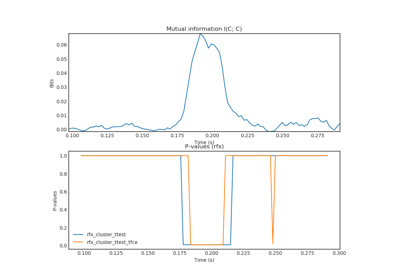 Mutual information I(C; C)
0.06
0.05
0.04
0.03
0.02
0.01
0.00
Bits
0.100 0.125 0.150 0.175 0.200 0.225 0.250 0.275
Time (s)
P-values (rfx)
1.0
0.8
0.6
0.4
0.2
0.0
P-values
rfx_cluster_ttest
rfx_cluster_ttest_tfce
0.100 0.125 0.150 0.175 0.200 0.225 0.250 0.275 0.300
Time (s)